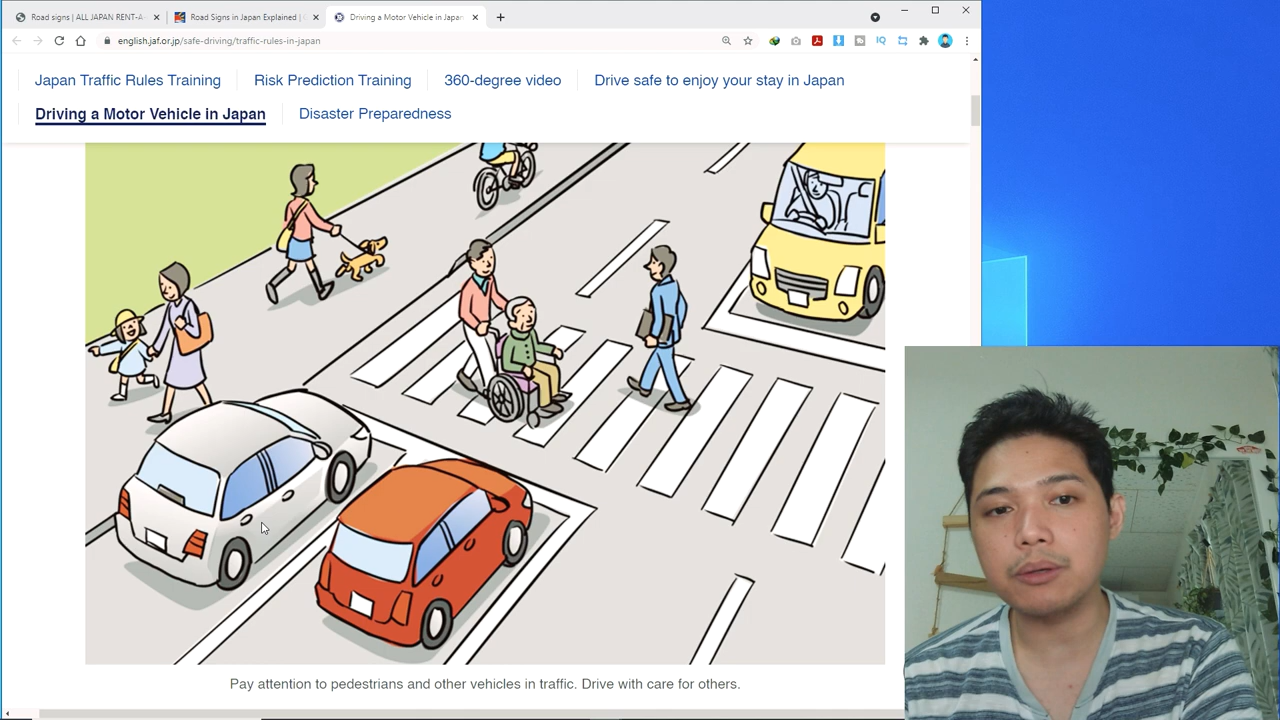 Road signs | ALL JAPAN RENT-A-
Road Signs in Japan Explained |
Driving a Motor Vehicle in Japan
english.jaf.or.jp/safe-driving/traffic-rules-in-japan
IQ
Japan Traffic Rules Training
Risk Prediction Training
360-degree video
Drive safe to enjoy your stay in Japan
Driving a Motor Vehicle in Japan
Disaster Preparedness
Pay attention to pedestrians and other vehicles in traffic. Drive with care for others.